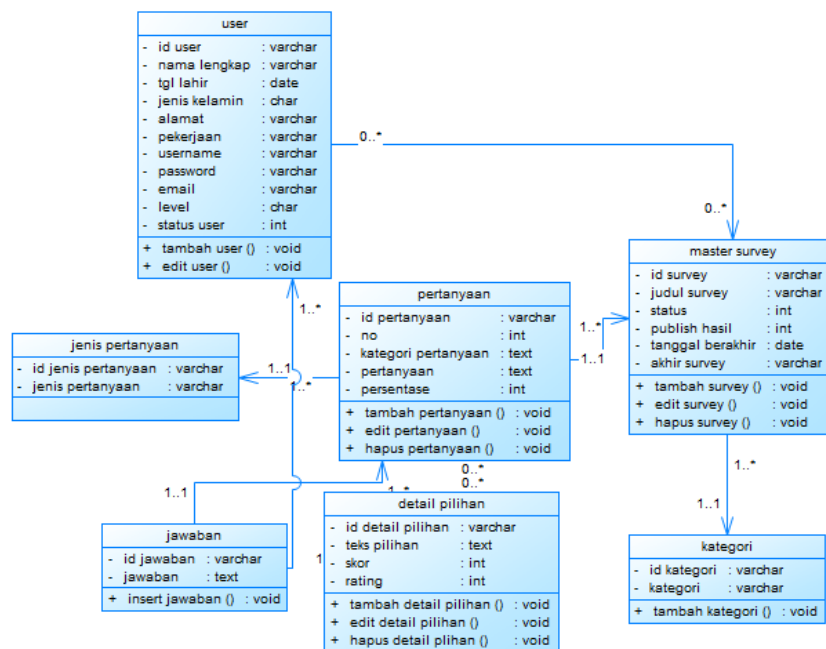 user
- id user : varchar
- nama lengkap : varchar
- tgl lahir : date
- jenis kelamin : char
- alamat : varchar
- pekerjaan : varchar
- username : varchar
- password : varchar
- email : varchar
- level : char
- status user : int
+ tambah user () : void
+ edit user () : void
0..*
0..*
master survey
- id survey : varchar
- judul survey : varchar
- status : int
- publish hasil : int
- tanggal berakhir : date
- akhir survey : varchar
+ tambah survey () : void
+ edit survey () : void
+ hapus survey () : void
1..*
pertanyaan
- id pertanyaan : varchar
- no : int
- kategori pertanyaan : text
- pertanyaan : text
- persentase : int
+ tambah pertanyaan () : void
+ edit pertanyaan () : void
+ hapus pertanyaan () : void
1..*
1..1
jenis pertanyaan
- id jenis pertanyaan : varchar
- jenis pertanyaan : varchar
1..1
1..*
1..1
0..*
0..*
1..*
1..*
1..1
jawaban
- id jawaban : varchar
- jawaban : text
+ insert jawaban () : void
detail pilihan
- id detail pilihan : varchar
- teks pilihan : text
- skor : int
- rating : int
+ tambah detail pilihan () : void
+ edit detail pilihan () : void
+ hapus detail plihan () : void
kategori
- id kategori : varchar
- kategori : varchar
+ tambah kategori () : void